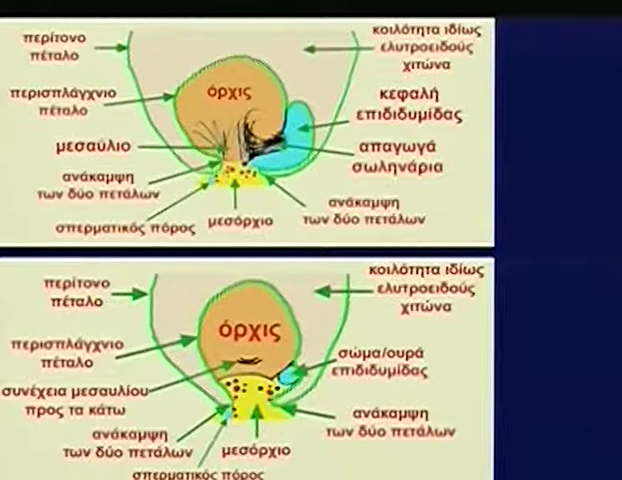 περίτονο
πέταλο
κοιλότητα ιδίως
ελυτροειδούς
χιτώνα
περισπλάγχνιο
πέταλο
όρχις
κεφαλή
επιδιδυμίδας
μεσαύλιο
απαγωγά
σωληνάρια
ανάκαμψη
των δύο πετάλων
ανάκαμψη
των δύο πετάλων
σπερματικός πόρος
μεσόρχιο
περίτονο
πέταλο
κοιλότητα ιδίως
ελυτροειδούς
χιτώνα
περισπλάγχνιο
πέταλο
όρχις
σώμα/ουρά
επιδιδυμίδας
συνέχεια μεσαυλίου
προς τα κάτω
ανάκαμψη
των δύο πετάλων
ανάκαμψη
των δύο πετάλων
μεσόρχιο
σπερματικός πόρος